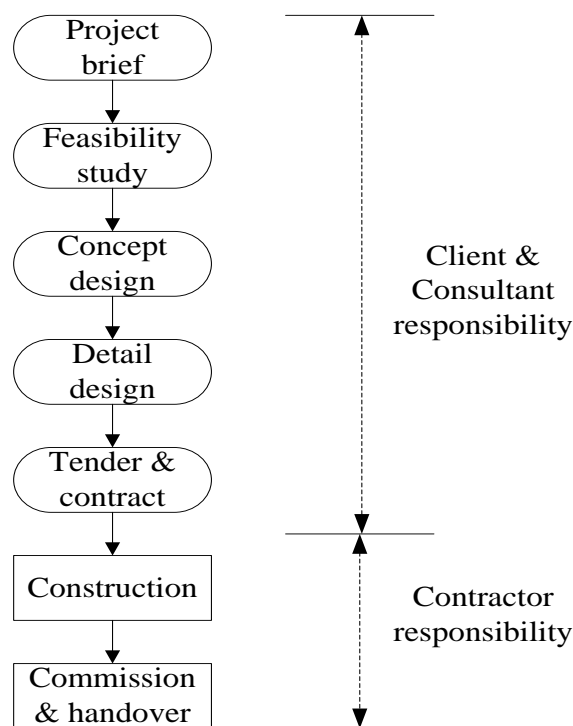 Project
brief
Feasibility
study
Concept
design
Detail
design
Tender &
contract
Construction
Commission
& handover
Client &
Consultant
responsibility
Contractor
responsibility